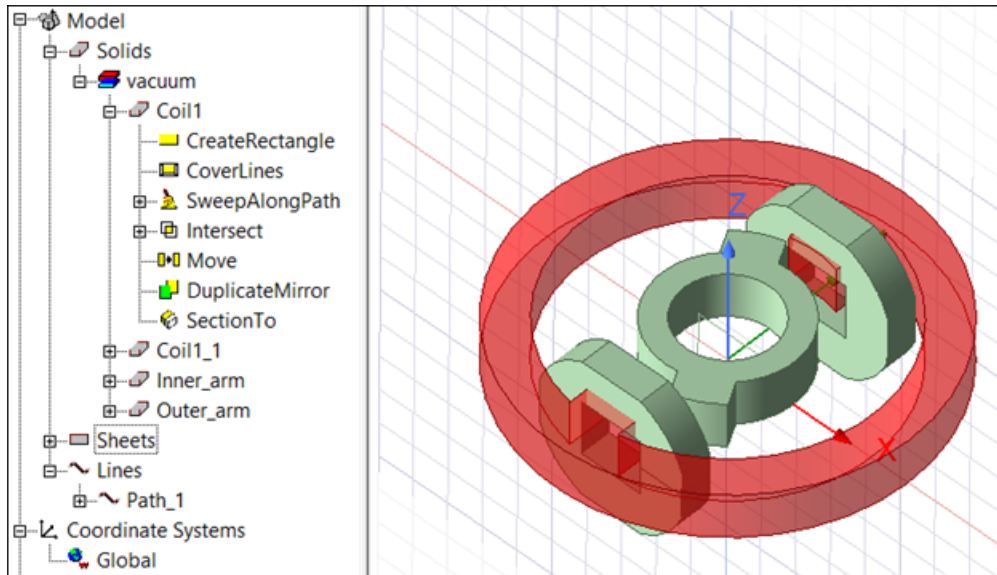 Model
Solids
vacuum
Coil1
CreateRectangle
CoverLines
SweepAlongPath
Intersect
Move
DuplicateMirror
SectionTo
Coil1_1
Inner_arm
Outer_arm
Sheets
Lines
Path_1
Coordinate Systems
Global
Z
X